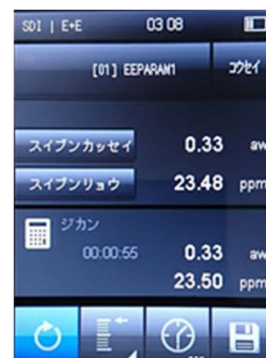 SDI | E+E 03 08
[01] EEPARAM1 コウセイ
スイブンカッセイ 0.33 aw
スイブンリョウ 23.48 ppm
ジカン
00:00:55 0.33 aw
23.50 ppm